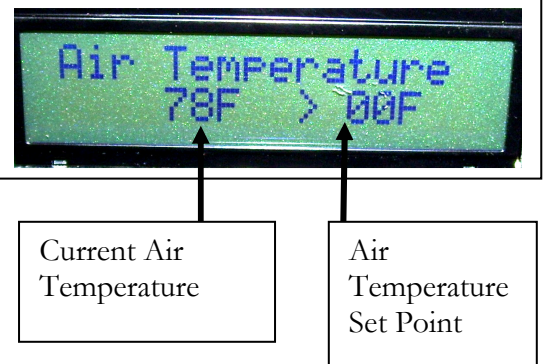 Air Temperature
78F > 00F
Current Air
Temperature
Air
Temperature
Set Point